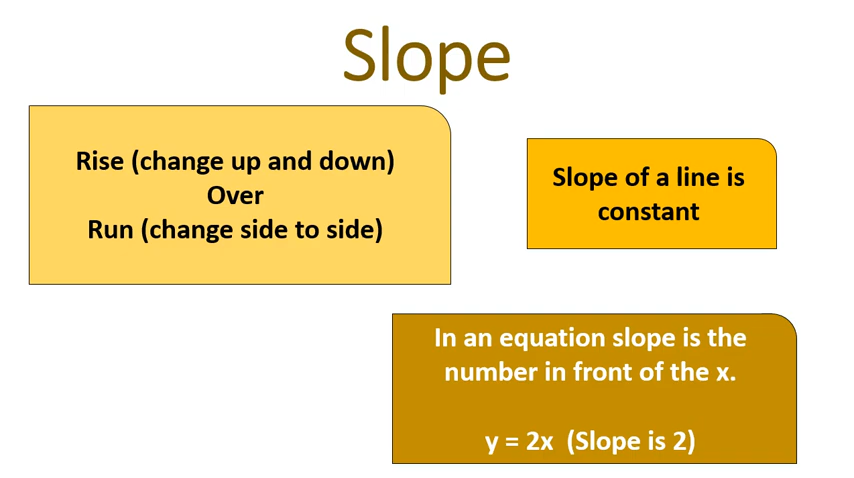 Slope
Rise (change up and down)
Over
Run (change side to side)
Slope of a line is
constant
In an equation slope is the
number in front of the x.
y = 2x  (Slope is 2)